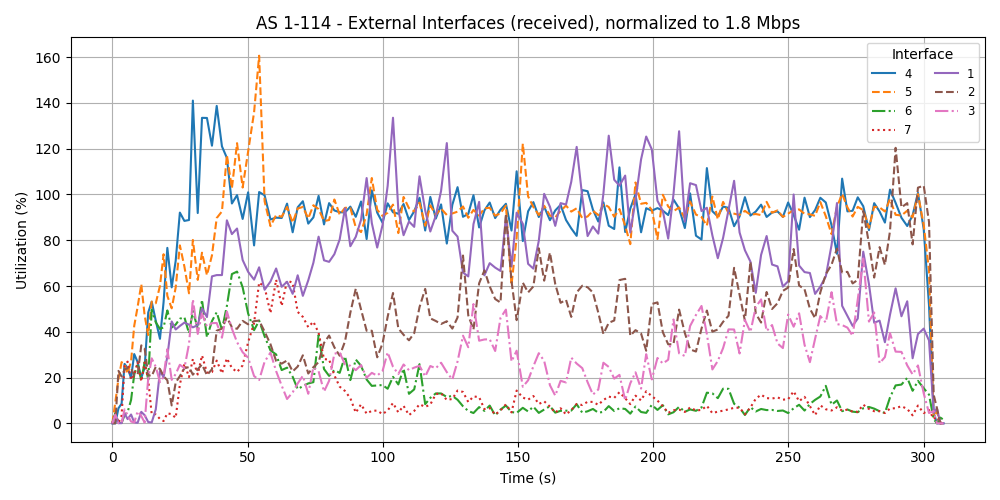 AS 1-114 - External Interfaces (received), normalized to 1.8 Mbps
Utilization (%)
160
140
120
100
80
60
40
20
0
0 50 100 150 200 250 300
Time (s)
Interface
4 1
5 2
6 3
7